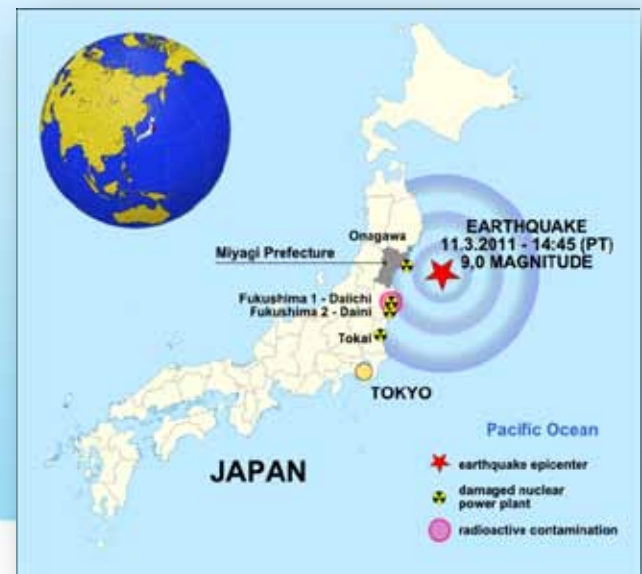 EARTHQUAKE
11.3.2011 - 14:45 (PT)
9,0 MAGNITUDE
Onagawa
Miyagi Prefecture
Fukushima 1 - Daiichi
Fukushima 2 - Daini
Tokai
TOKYO
JAPAN
Pacific Ocean
earthquake epicenter
damaged nuclear
power plant
radioactive contamination